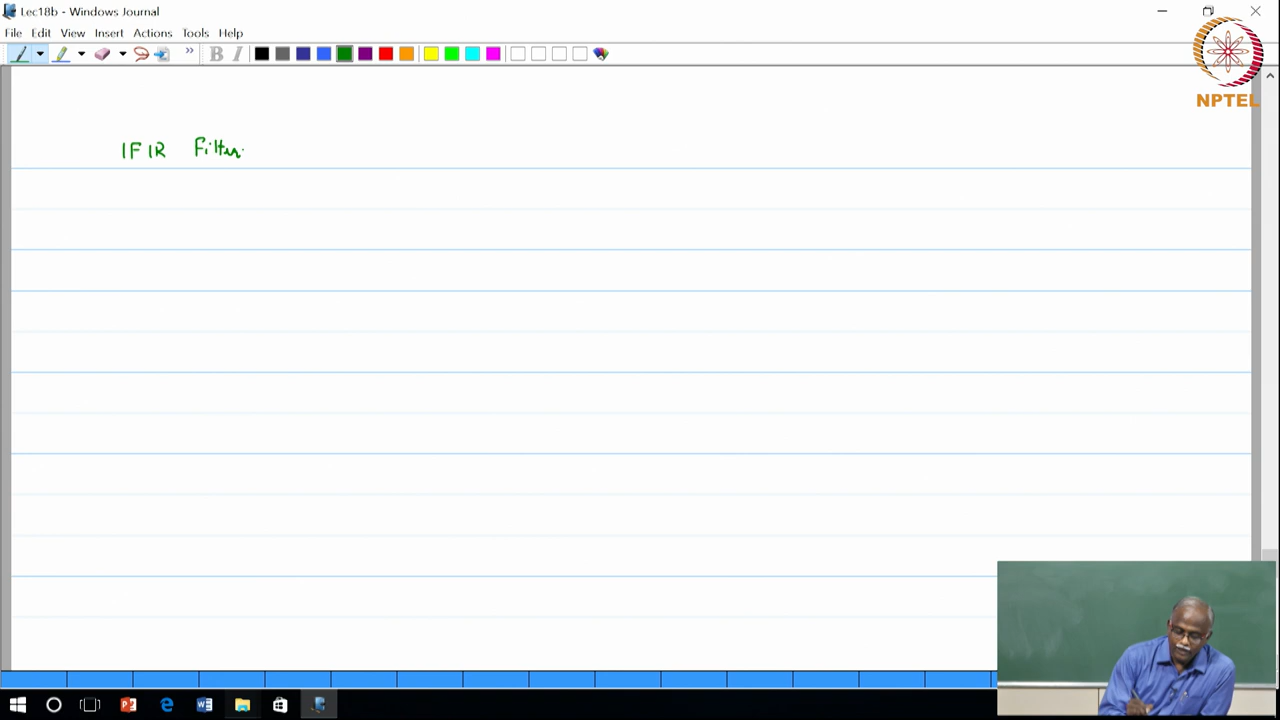 Lec18b - Windows Journal
File Edit View Insert Actions Tools Help
B I
NPTEL
IFIR Filter